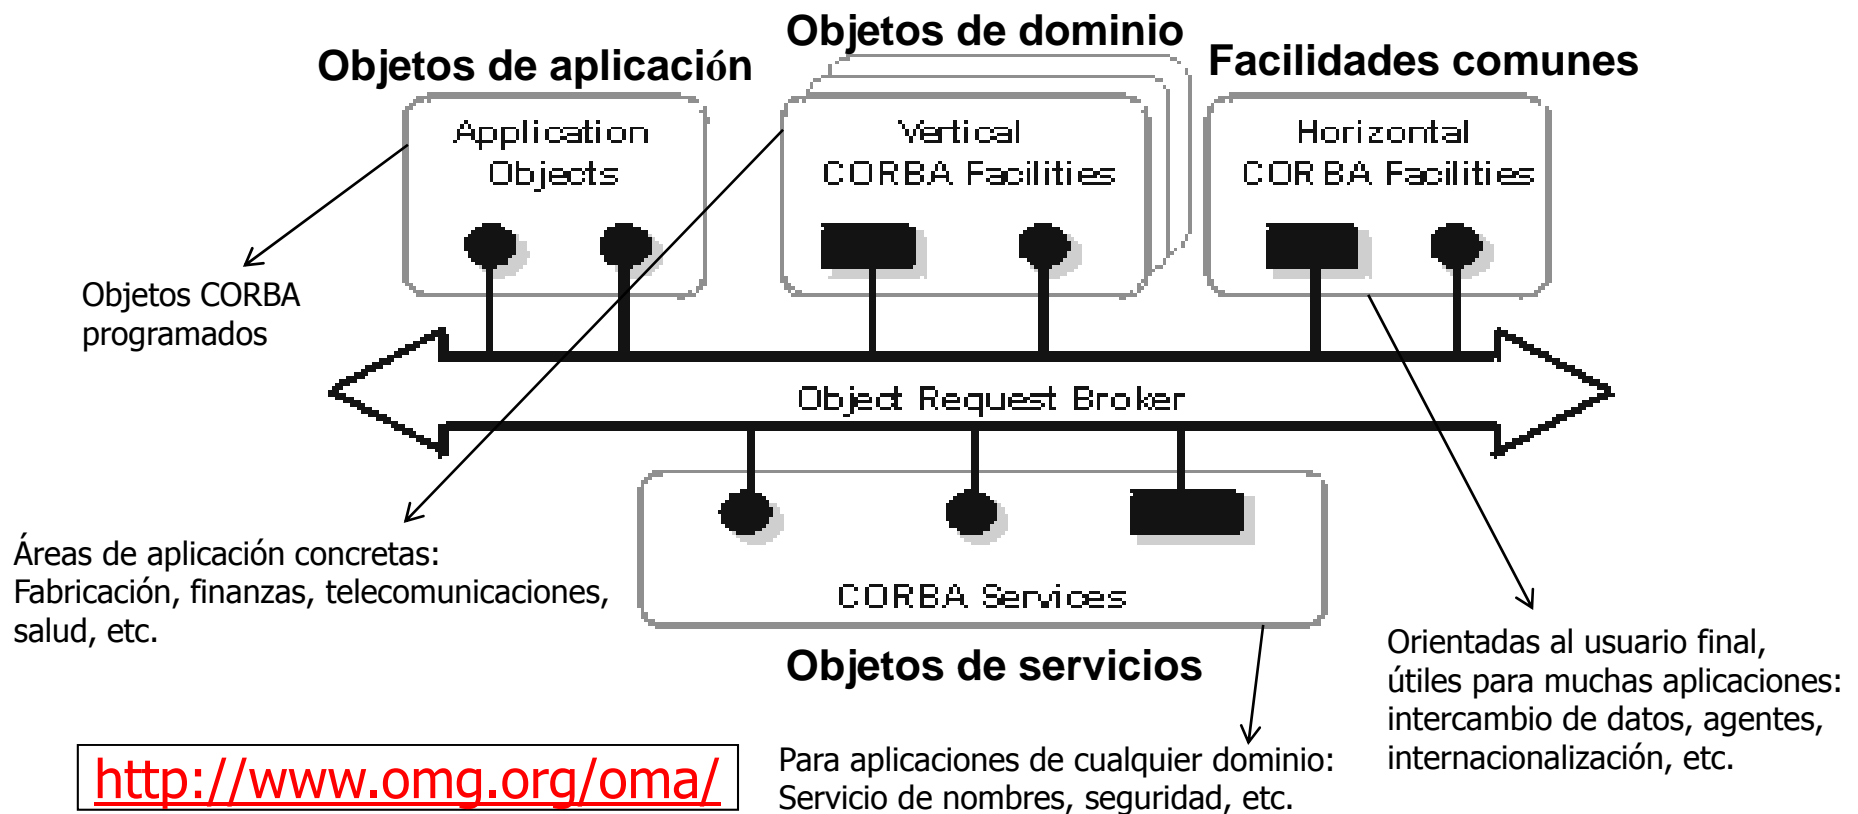 Objetos de dominio
Objetos de aplicación
Facilidades comunes
Application
Objects
Vertical
CORBA Facilities
Horizontal
CORBA Facilities
Objetos CORBA
programados
Object Request Broker
Áreas de aplicación concretas:
Fabricación, finanzas, telecomunicaciones,
salud, etc.
CORBA Services
Objetos de servicios
Orientadas al usuario final,
útiles para muchas aplicaciones:
intercambio de datos, agentes,
internacionalización, etc.
http://www.omg.org/oma/
Para aplicaciones de cualquier dominio:
Servicio de nombres, seguridad, etc.